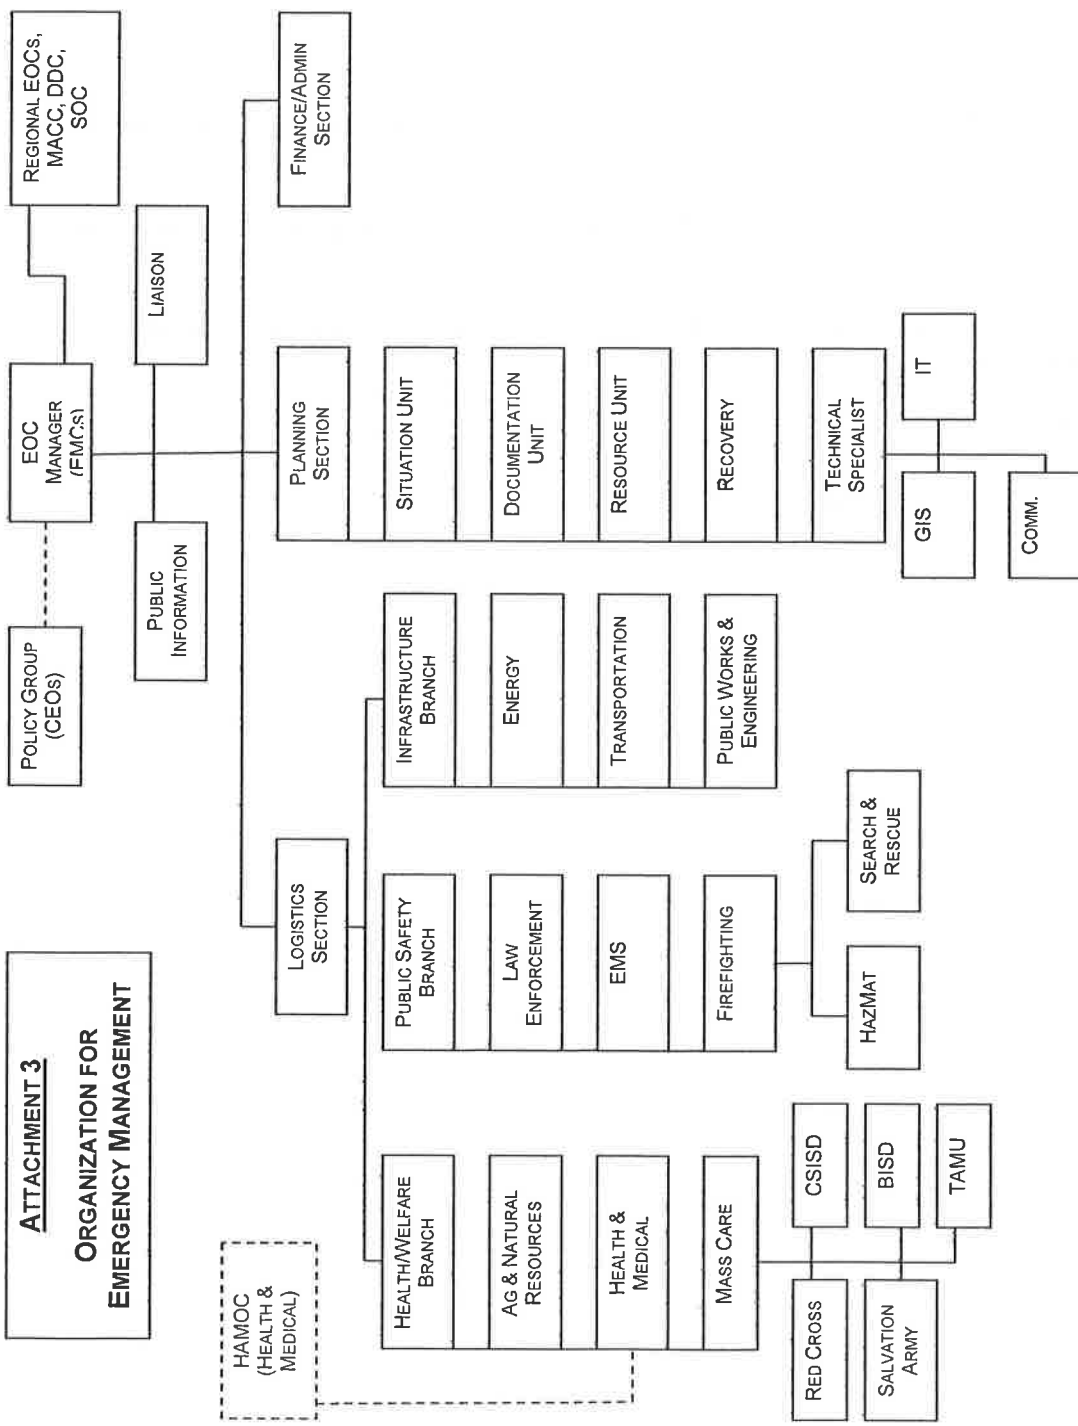 ATTACHMENT 3
ORGANIZATION FOR
EMERGENCY MANAGEMENT
POLICY GROUP
(CEOS)
EOC
MANAGER
(EMCS)
REGIONAL EOCS,
MACC, DDC,
SOC
PUBLIC
INFORMATION
LIAISON
LOGISTICS
SECTION
PLANNING
SECTION
FINANCE/ADMIN
SECTION
HAMOC
(HEALTH &
MEDICAL)
HEALTH/WELFARE
BRANCH
AG & NATURAL
RESOURCES
HEALTH &
MEDICAL
MASS CARE
RED CROSS
CSISD
SALVATION
ARMY
BISD
TAMU
PUBLIC SAFETY
BRANCH
LAW
ENFORCEMENT
EMS
FIREFIGHTING
HAZMAT
SEARCH &
RESCUE
INFRASTRUCTURE
BRANCH
ENERGY
TRANSPORTATION
PUBLIC WORKS &
ENGINEERING
SITUATION UNIT
DOCUMENTATION
UNIT
RESOURCE UNIT
RECOVERY
TECHNICAL
SPECIALIST
GIS
IT
COMM.